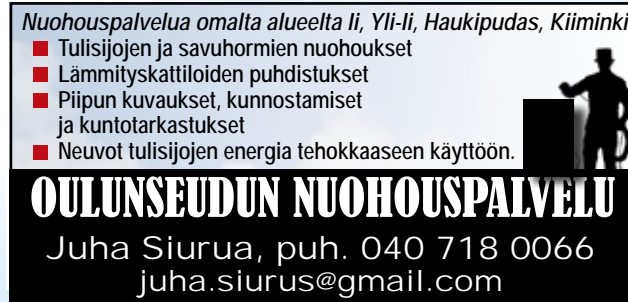 Nuohouspalvelua omalta alueelta Ii, Yli-Ii, Haukipudas, Kiiminki
Tulisijojen ja savuhormien nuohoukset
Lämmityskattiloiden puhdistukset
Piipun kuvaukset, kunnostamiset
ja kuntotarkastukset
Neuvot tulisijojen energia tehokkaaseen käyttöön.
OULUNSEUDUN NUOHOUSPALVELU
Juha Siurua, puh. 040 718 0066
juha.siurus@gmail.com